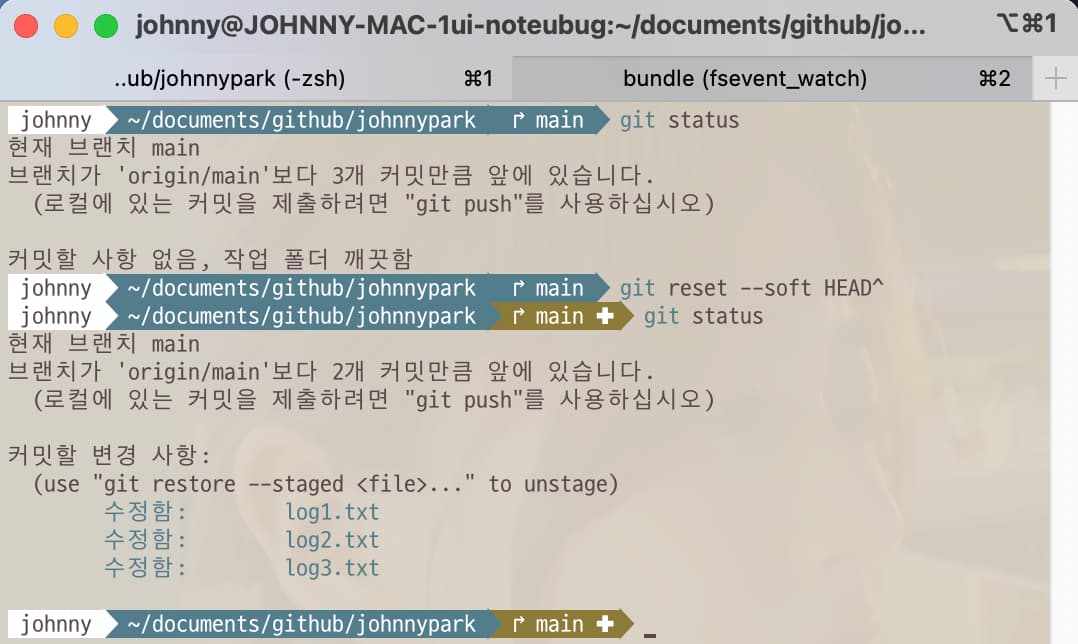 johnny@JOHNNY-MAC-1ui-noteubug:~/documents/github/jo... ⌥⌘1
..ub/johnnypark (-zsh) ⌘1 bundle (fsevent_watch) ⌘2
johnny ~/documents/github/johnnypark main git status
현재 브랜치 main
브랜치가 'origin/main'보다 3개 커밋만큼 앞에 있습니다.
(로컬에 있는 커밋을 제출하려면 "git push"를 사용하십시오)
커밋할 사항 없음, 작업 폴더 깨끗함
johnny ~/documents/github/johnnypark main git reset --soft HEAD^
johnny ~/documents/github/johnnypark main ✚ git status
현재 브랜치 main
브랜치가 'origin/main'보다 2개 커밋만큼 앞에 있습니다.
(로컬에 있는 커밋을 제출하려면 "git push"를 사용하십시오)
커밋할 변경 사항:
(use "git restore --staged <file>..." to unstage)
수정함: log1.txt
수정함: log2.txt
수정함: log3.txt
johnny ~/documents/github/johnnypark main ✚